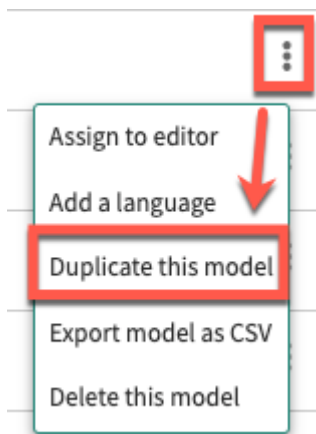 Assign to editor
Add a language
Duplicate this model
Export model as CSV
Delete this model